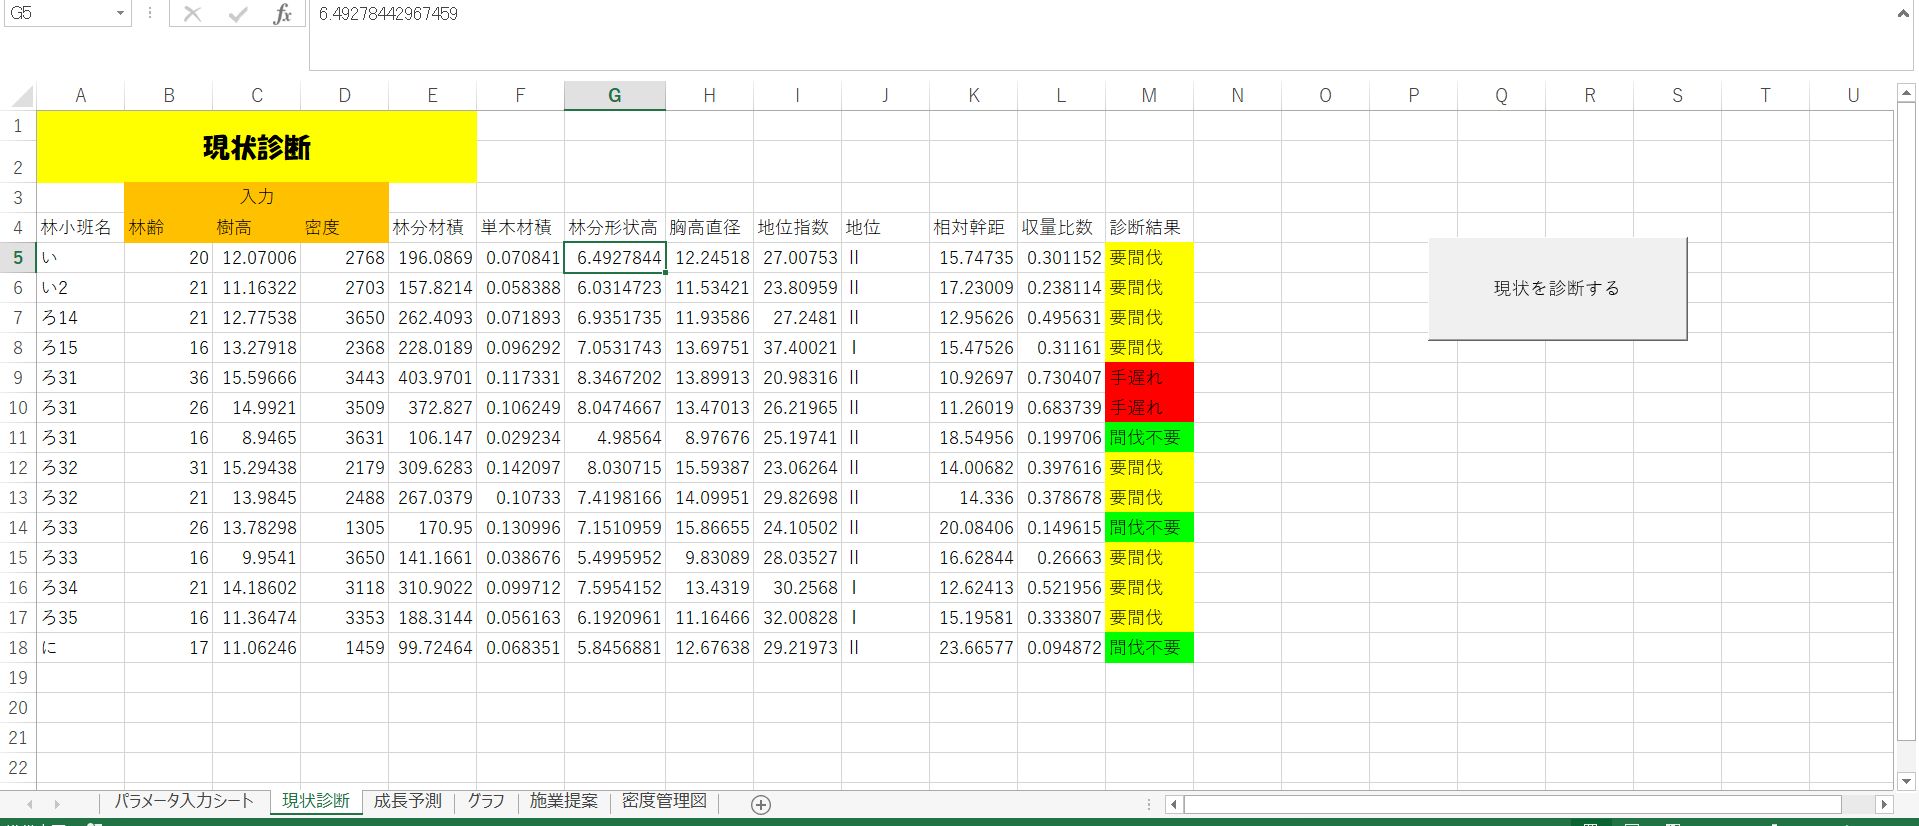 G5 fx 6.49278442967459
A B C D E F G H I J K L M N O P Q R S T U
1
現状診断
2
3 入力
4 林小班名 林齢 樹高 密度 林分材積 単木材積 林分形状高 胸高直径 地位指数 地位 相対幹距 収量比数 診断結果
5 い 20 12.07006 2768 196.0869 0.070841 6.4927844 12.24518 27.00753 II 15.74735 0.301152 要間伐
6 い2 21 11.16322 2703 157.8214 0.058388 6.0314723 11.53421 23.80959 II 17.23009 0.238114 要間伐
現状を診断する
7 ろ14 21 12.77538 3650 262.4093 0.071893 6.9351735 11.93586 27.2481 II 12.95626 0.495631 要間伐
8 ろ15 16 13.27918 2368 228.0189 0.096292 7.0531743 13.69751 37.40021 I 15.47526 0.31161 要間伐
9 ろ31 36 15.59666 3443 403.9701 0.117331 8.3467202 13.89913 20.98316 II 10.92697 0.730407 手遅れ
10 ろ31 26 14.9921 3509 372.827 0.106249 8.0474667 13.47013 26.21965 II 11.26019 0.683739 手遅れ
11 ろ31 16 8.9465 3631 106.147 0.029234 4.98564 8.97676 25.19741 II 18.54956 0.199706 間伐不要
12 ろ32 31 15.29438 2179 309.6283 0.142097 8.030715 15.59387 23.06264 II 14.00682 0.397616 要間伐
13 ろ32 21 13.9845 2488 267.0379 0.10733 7.4198166 14.09951 29.82698 II 14.336 0.378678 要間伐
14 ろ33 26 13.78298 1305 170.95 0.130996 7.1510959 15.86655 24.10502 II 20.08406 0.149615 間伐不要
15 ろ33 16 9.9541 3650 141.1661 0.038676 5.4995952 9.83089 28.03527 II 16.62844 0.26663 要間伐
16 ろ34 21 14.18602 3118 310.9022 0.099712 7.5954152 13.4319 30.2568 I 12.62413 0.521956 要間伐
17 ろ35 16 11.36474 3353 188.3144 0.056163 6.1920961 11.16466 32.00828 I 15.19581 0.333807 要間伐
18 に 17 11.06246 1459 99.72464 0.068351 5.8456881 12.67638 29.21973 II 23.66577 0.094872 間伐不要
19
20
21
22
パラメータ入力シート 現状診断 成長予測 グラフ 施業提案 密度管理図